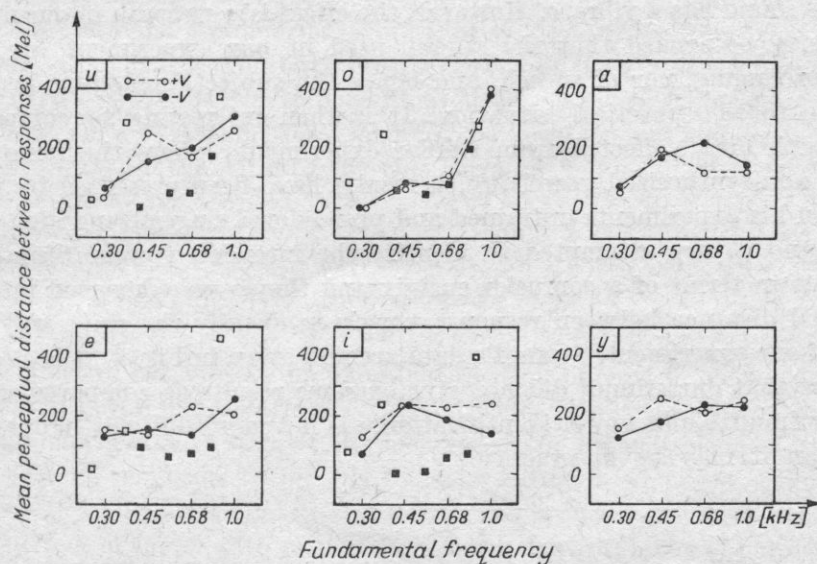 Mean perceptual distance between responses [Mel]
u
+V
-V
o
a
400
200
0
400
200
0
400
200
0
0.30 0.45 0.68 1.0
0.30 0.45 0.68 1.0
0.30 0.45 0.68 1.0
e
i
y
400
200
0
400
200
0
400
200
0
0.30 0.45 0.68 1.0
0.30 0.45 0.68 1.0
0.30 0.45 0.68 1.0 [kHz]
Fundamental frequency